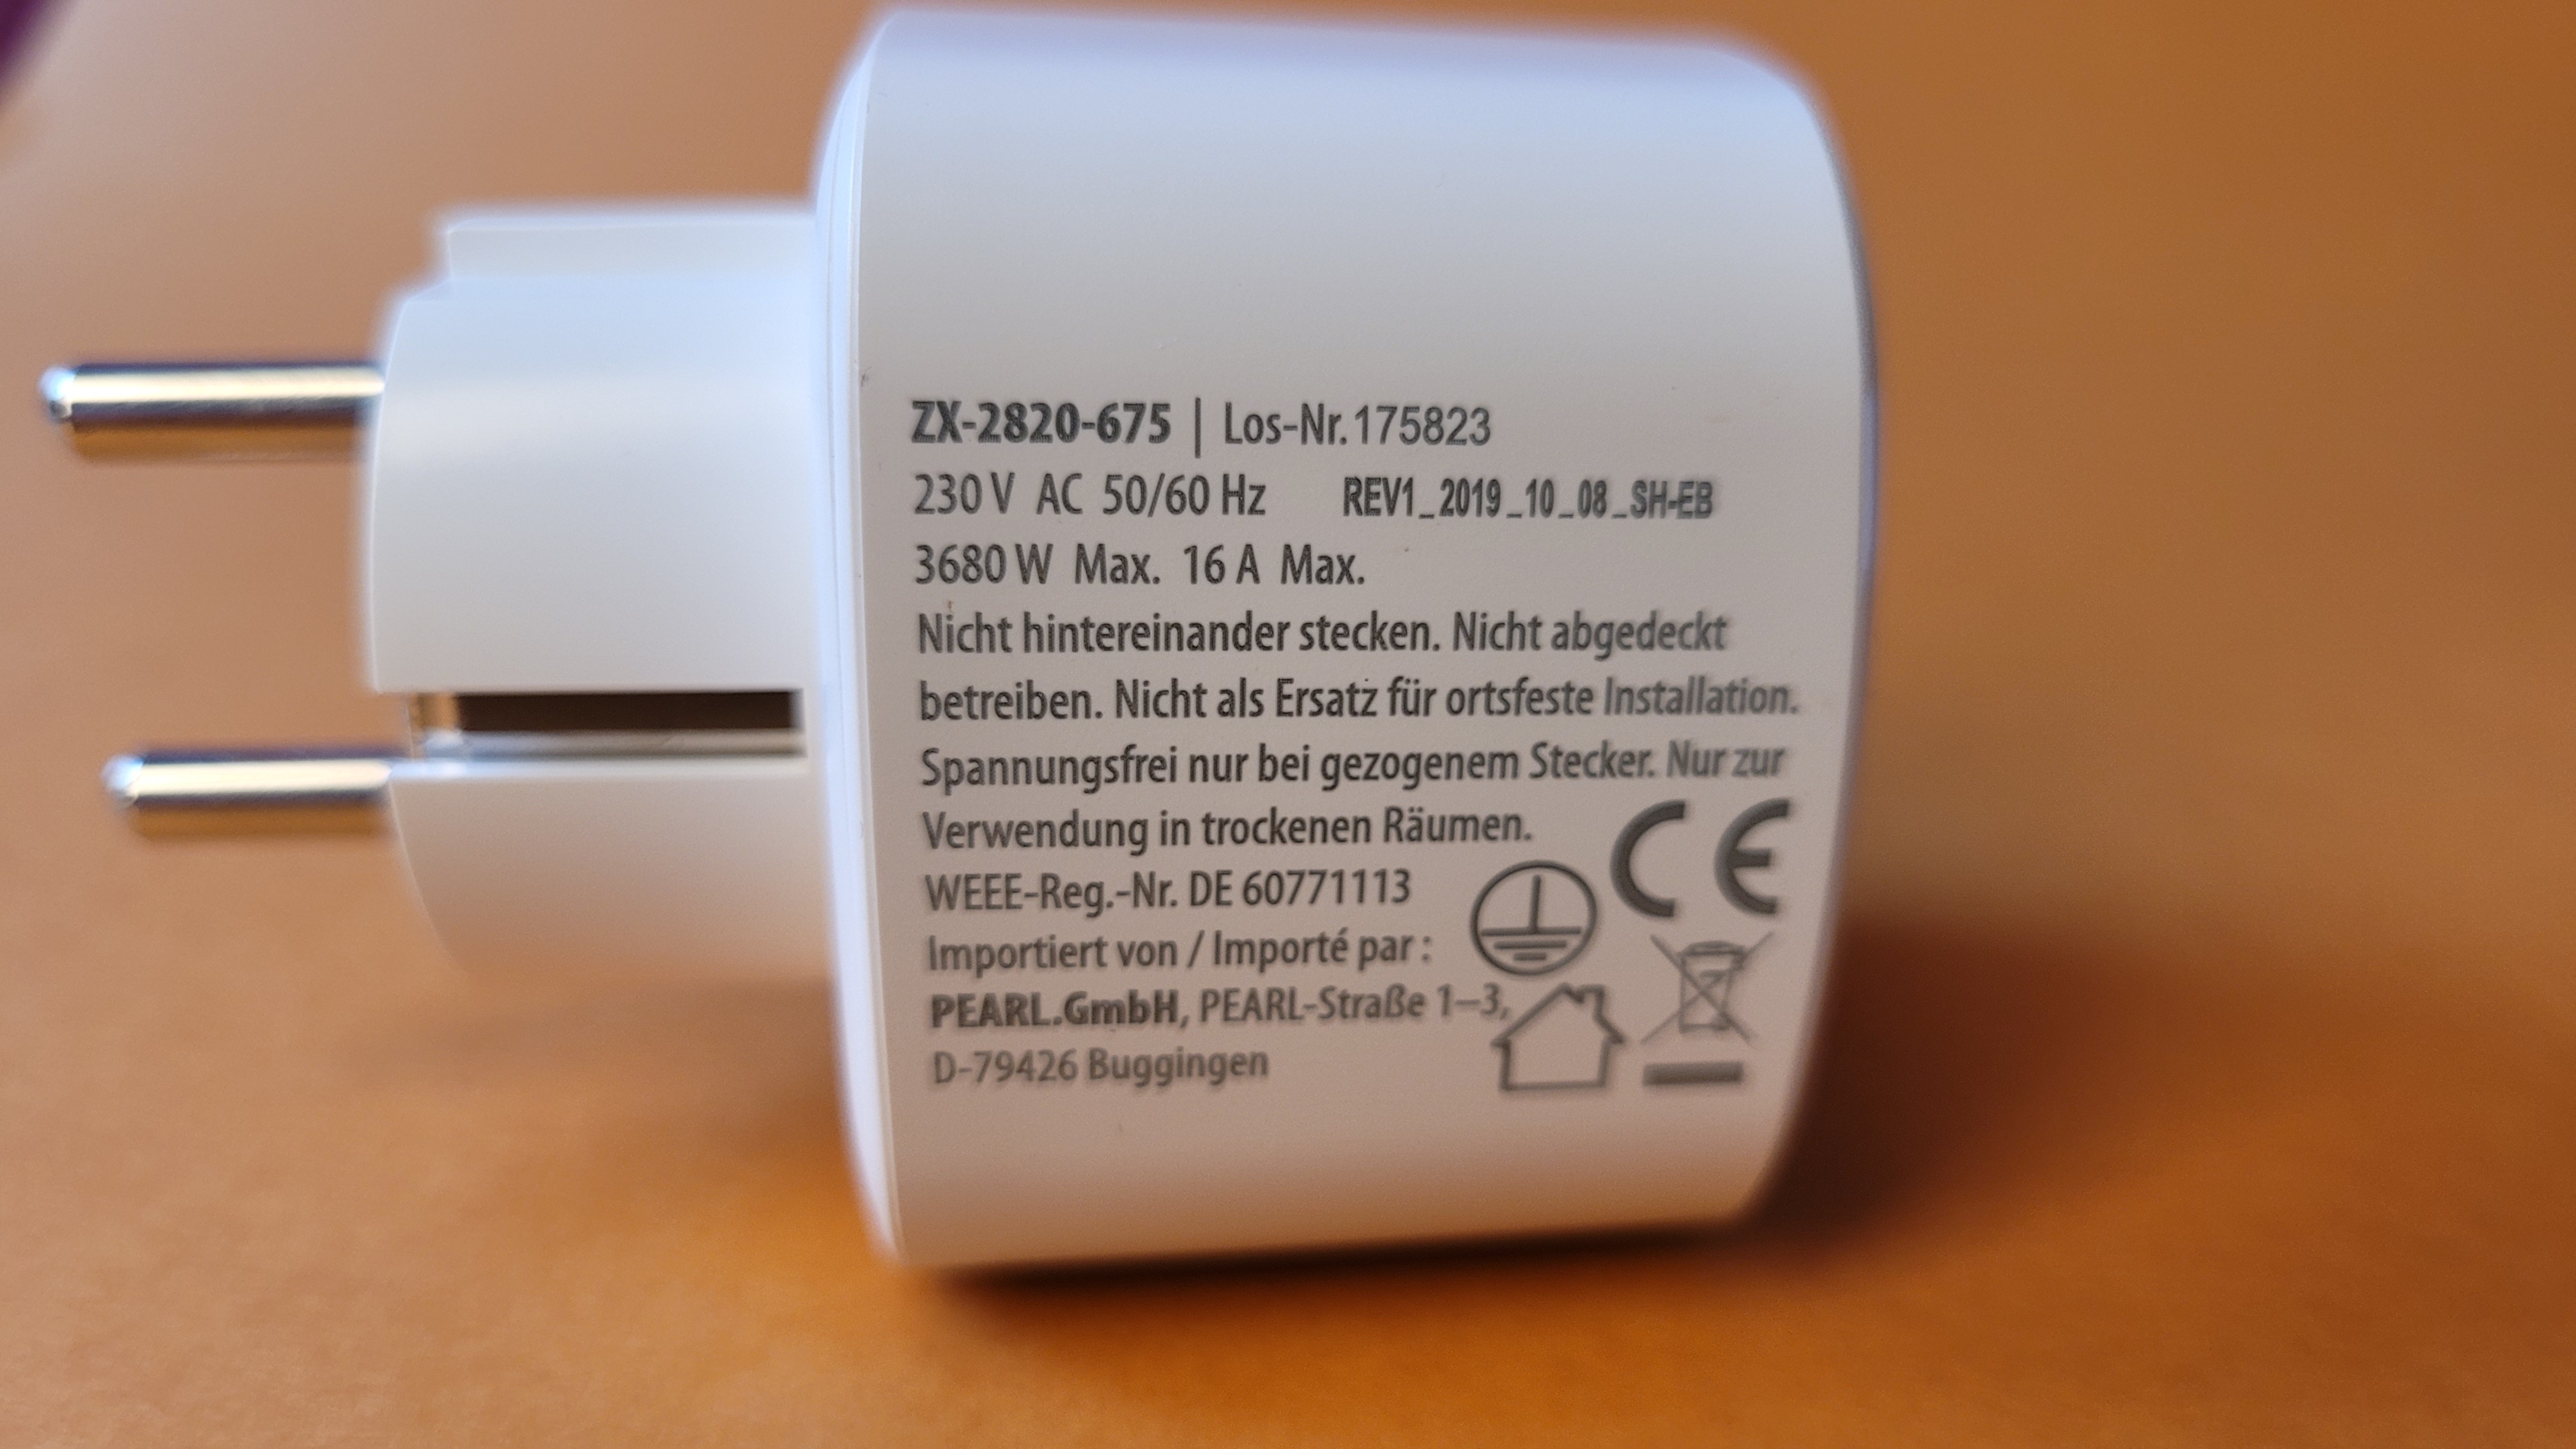 ZX-2820-675 | Los-Nr. 175823
230 V AC 50/60 Hz REV1_2019_10_08_SH-EB
3680 W Max. 16 A Max.
Nicht hintereinander stecken. Nicht abgedeckt
betreiben. Nicht als Ersatz für ortsfeste Installation.
Spannungsfrei nur bei gezogenem Stecker. Nur zur
Verwendung in trockenen Räumen.
WEEE-Reg.-Nr. DE 60771113
Importiert von / Importé par :
PEARL.GmbH, PEARL-Straße 1–3,
D-79426 Buggingen
CE